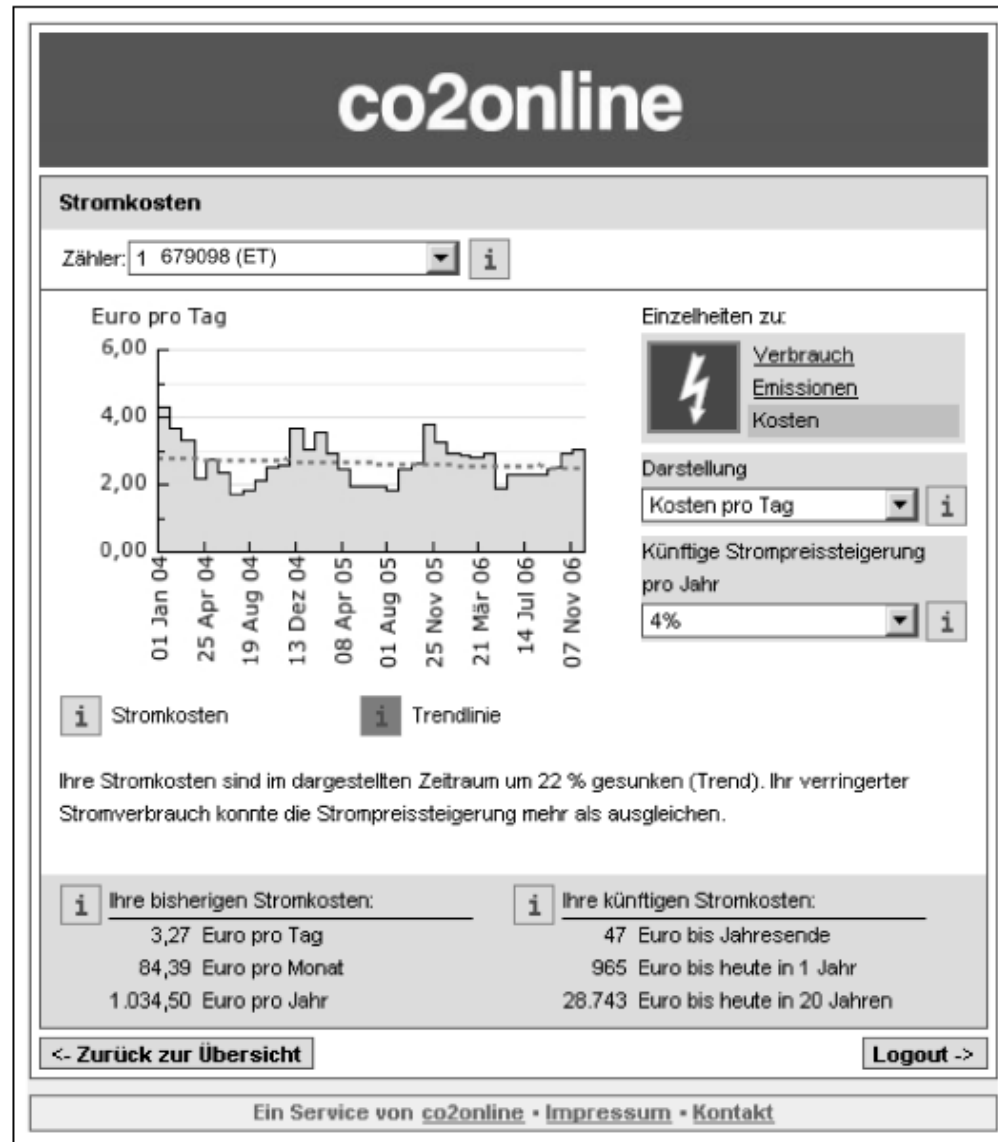 co2online
Stromkosten
Zähler: 1 679098 (ET) i
Euro pro Tag
6,00
4,00
2,00
0,00
01 Jan 04
25 Apr 04
19 Aug 04
13 Dez 04
08 Apr 05
01 Aug 05
25 Nov 05
21 Mär 06
14 Jul 06
07 Nov 06
Einzelheiten zu:
Verbrauch
Emissionen
Kosten
Darstellung
Kosten pro Tag i
Künftige Strompreissteigerung
pro Jahr
4% i
i Stromkosten i Trendlinie
Ihre Stromkosten sind im dargestellten Zeitraum um 22 % gesunken (Trend). Ihr verringerter
Stromverbrauch konnte die Strompreissteigerung mehr als ausgleichen.
i Ihre bisherigen Stromkosten:
3,27 Euro pro Tag
84,39 Euro pro Monat
1.034,50 Euro pro Jahr
i Ihre künftigen Stromkosten:
47 Euro bis Jahresende
965 Euro bis heute in 1 Jahr
28.743 Euro bis heute in 20 Jahren
<- Zurück zur Übersicht
Logout ->
Ein Service von co2online • Impressum • Kontakt